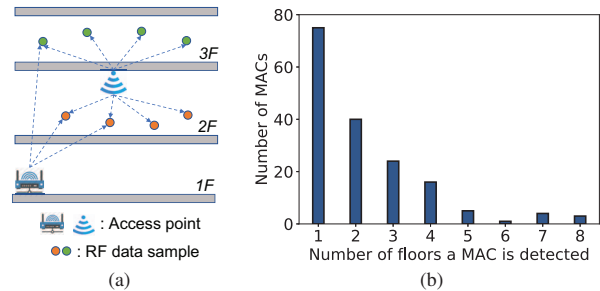 3F
2F
1F
: Access point
: RF data sample
(a)
Number of MACs
80
60
40
20
0
1 2 3 4 5 6 7 8
Number of floors a MAC is detected
(b)